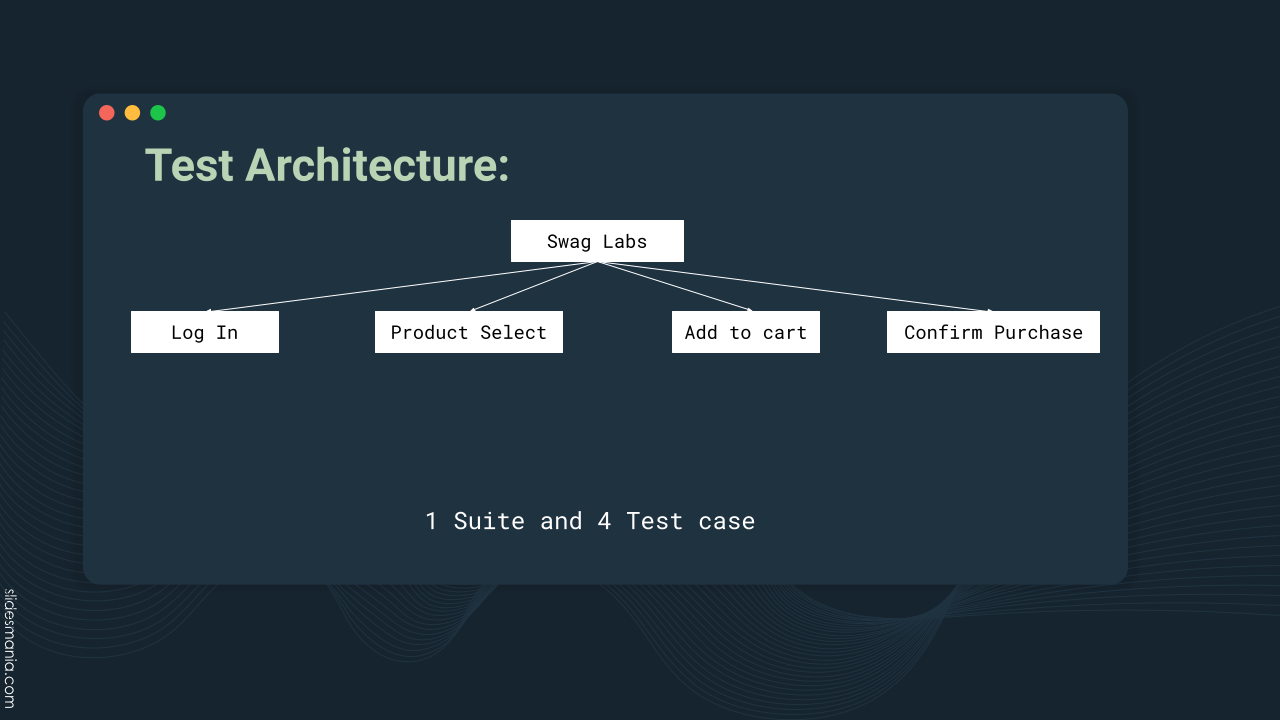 Test Architecture:
Swag Labs
Log In
Product Select
Add to cart
Confirm Purchase
1 Suite and 4 Test case
slidesmania.com